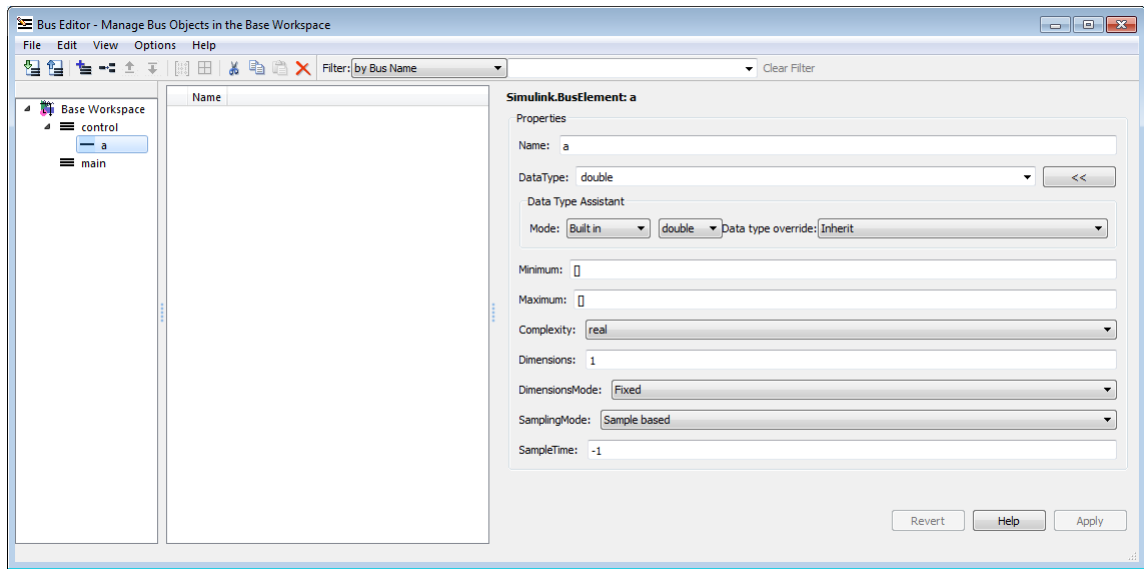 Bus Editor - Manage Bus Objects in the Base Workspace
File Edit View Options Help
Filter: by Bus Name Clear Filter
Base Workspace
control
a
main
Name
Simulink.BusElement: a
Properties
Name: a
DataType: double <<
Data Type Assistant
Mode: Built in double Data type override: Inherit
Minimum: []
Maximum: []
Complexity: real
Dimensions: 1
DimensionsMode: Fixed
SamplingMode: Sample based
SampleTime: -1
Revert Help Apply